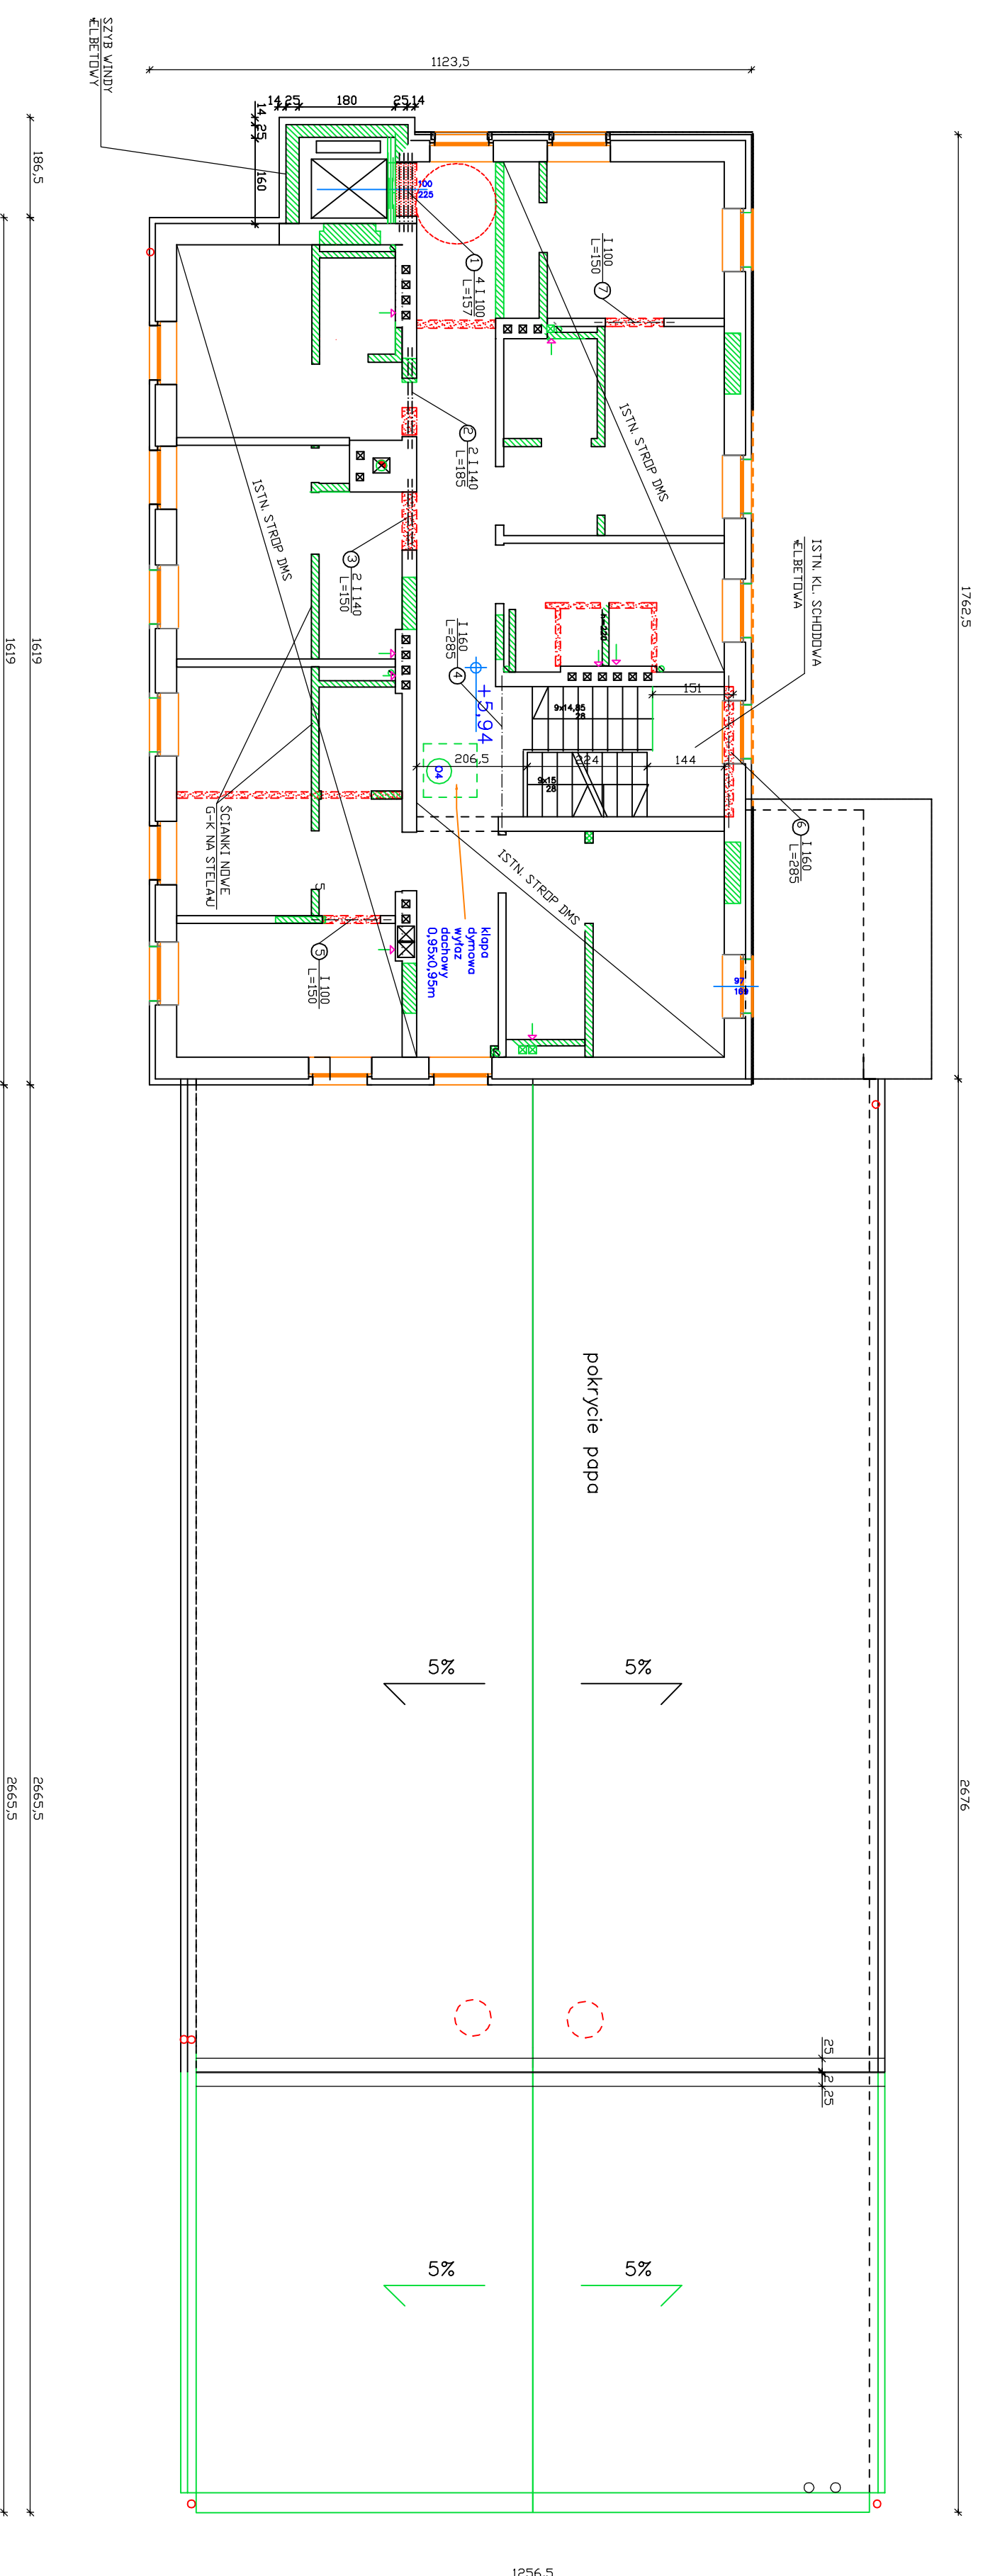 SZYB WINDY
ŻELBETOWY
1123,5
14 25 180 25 14
14 25 160
186,5
1619
1619
1762,5
2665,5
2665,5
2676
1256,5
100
225
1
4 I 100
L=157
2
2 I 140
L=185
3
2 I 140
L=150
4
I 160
L=285
5
I 100
L=150
6
I 160
L=285
7
I 100
L=150
ISTN. STROP DMS
ISTN. STROP DMS
ISTN. STROP DMS
ISTN. KL. SCHODOWA
ŻELBETOWA
+5,94
151
9x14,85
28
9x15
28
206,5
224
144
04
ŚCIANKI NOWE
G-K NA STELAŻU
klapa
dymowa
wyłaz
dachowy
0,95x0,95m
97
169
pokrycie papa
5%
5%
25 2 25
5%
5%